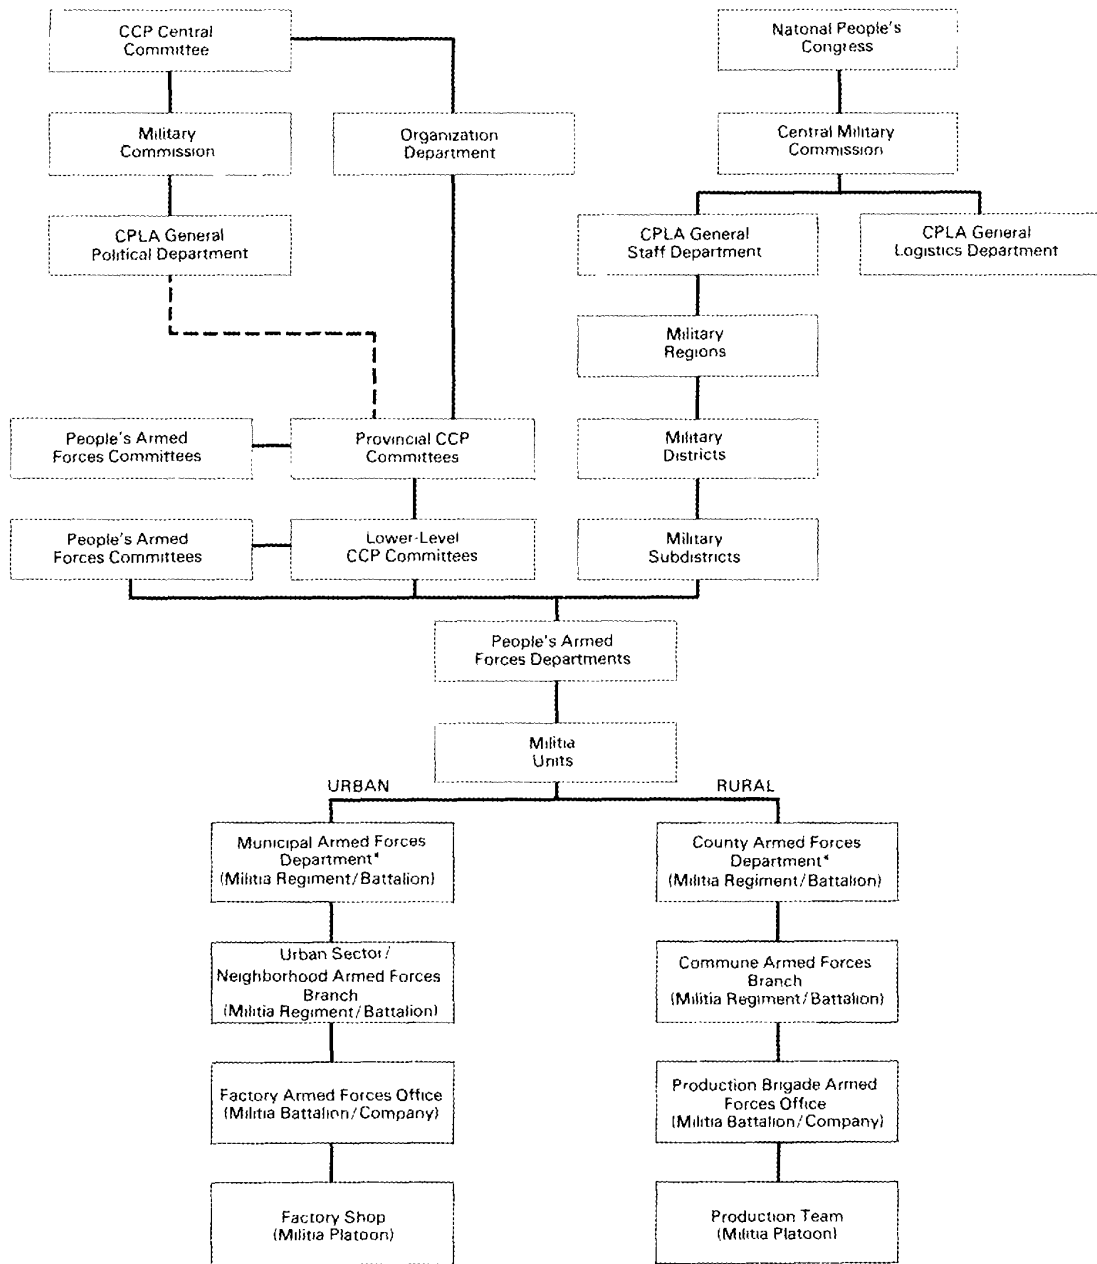 CCP Central
Committee
Natonal People's
Congress
Military
Commission
Organization
Department
Central Military
Commission
CPLA General
Political Department
CPLA General
Staff Department
CPLA General
Logistics Department
Military
Regions
People's Armed
Forces Committees
Provincial CCP
Committees
Military
Districts
People's Armed
Forces Committees
Lower-Level
CCP Committees
Military
Subdistricts
People's Armed
Forces Departments
Militia
Units
URBAN
RURAL
Municipal Armed Forces
Department*
(Militia Regiment/Battalion)
County Armed Forces
Department*
(Militia Regiment/Battalion)
Urban Sector/
Neighborhood Armed Forces
Branch
(Militia Regiment/Battalion)
Commune Armed Forces
Branch
(Militia Regiment/Battalion)
Factory Armed Forces Office
(Militia Battalion/Company)
Production Brigade Armed
Forces Office
(Militia Battalion/Company)
Factory Shop
(Militia Platoon)
Production Team
(Militia Platoon)